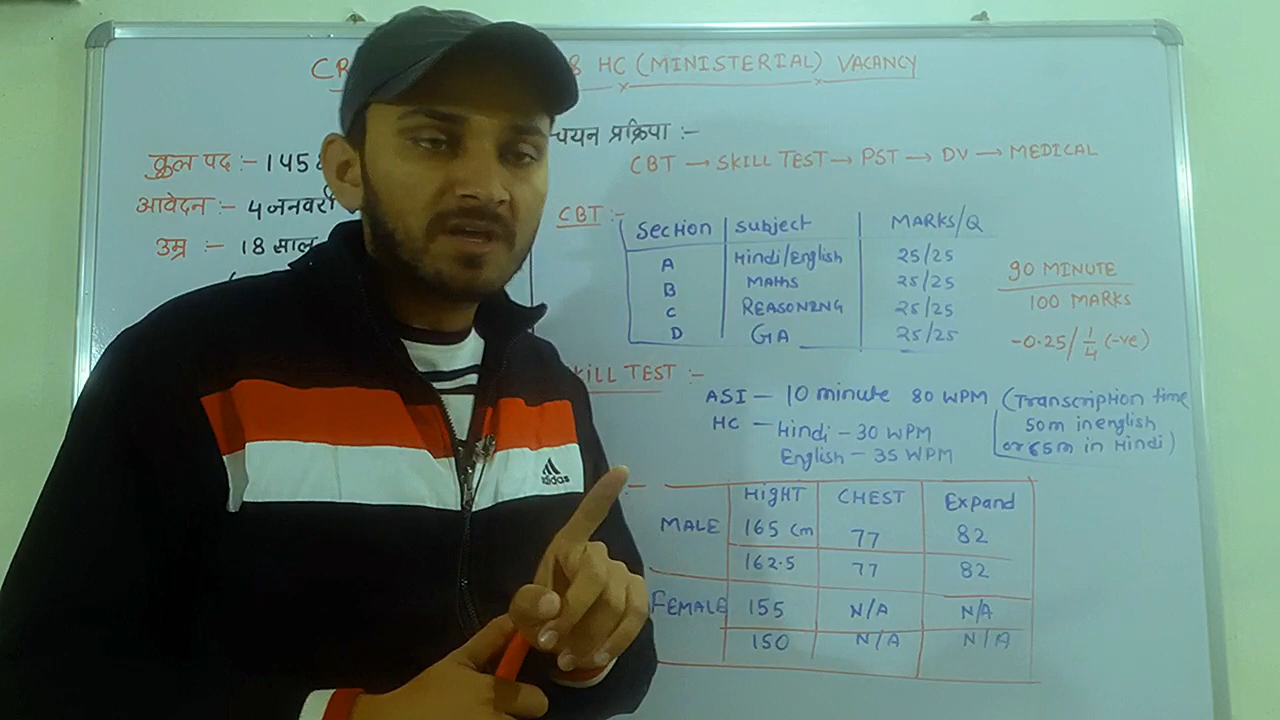 CR 8 HC (MINISTERIAL) VACANCY
चयन प्रक्रिया :-
CBT → SKILL TEST → PST → DV → MEDICAL
कुल पद :- 1458
आवेदन :- 4 जनवरी
उम्र :- 18 साल
CBT :-
Section Subject MARKS/Q
A Hindi/English 25/25
B Maths 25/25
C REASONING 25/25
D GA 25/25
90 MINUTE
100 MARKS
-0.25/ 1/4 (-ve)
SKILL TEST :-
ASI - 10 minute 80 WPM (Transcription time
50m in english
or 65m in Hindi)
HC - Hindi - 30 WPM
English - 35 WPM
HIGHT CHEST Expand
MALE 165 Cm 77 82
162.5 77 82
FEMALE 155 N/A N/A
150 N/A N/A
adidas